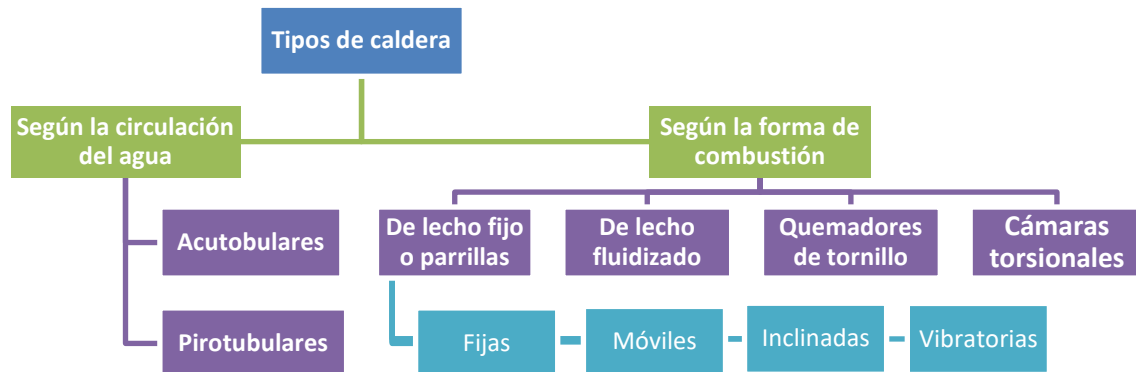 Tipos de caldera
Según la circulación
del agua
Según la forma de
combustión
Acutobulares
Pirotubulares
De lecho fijo
o parrillas
De lecho
fluidizado
Quemadores
de tornillo
Cámaras
torsionales
Fijas
Móviles
Inclinadas
Vibratorias